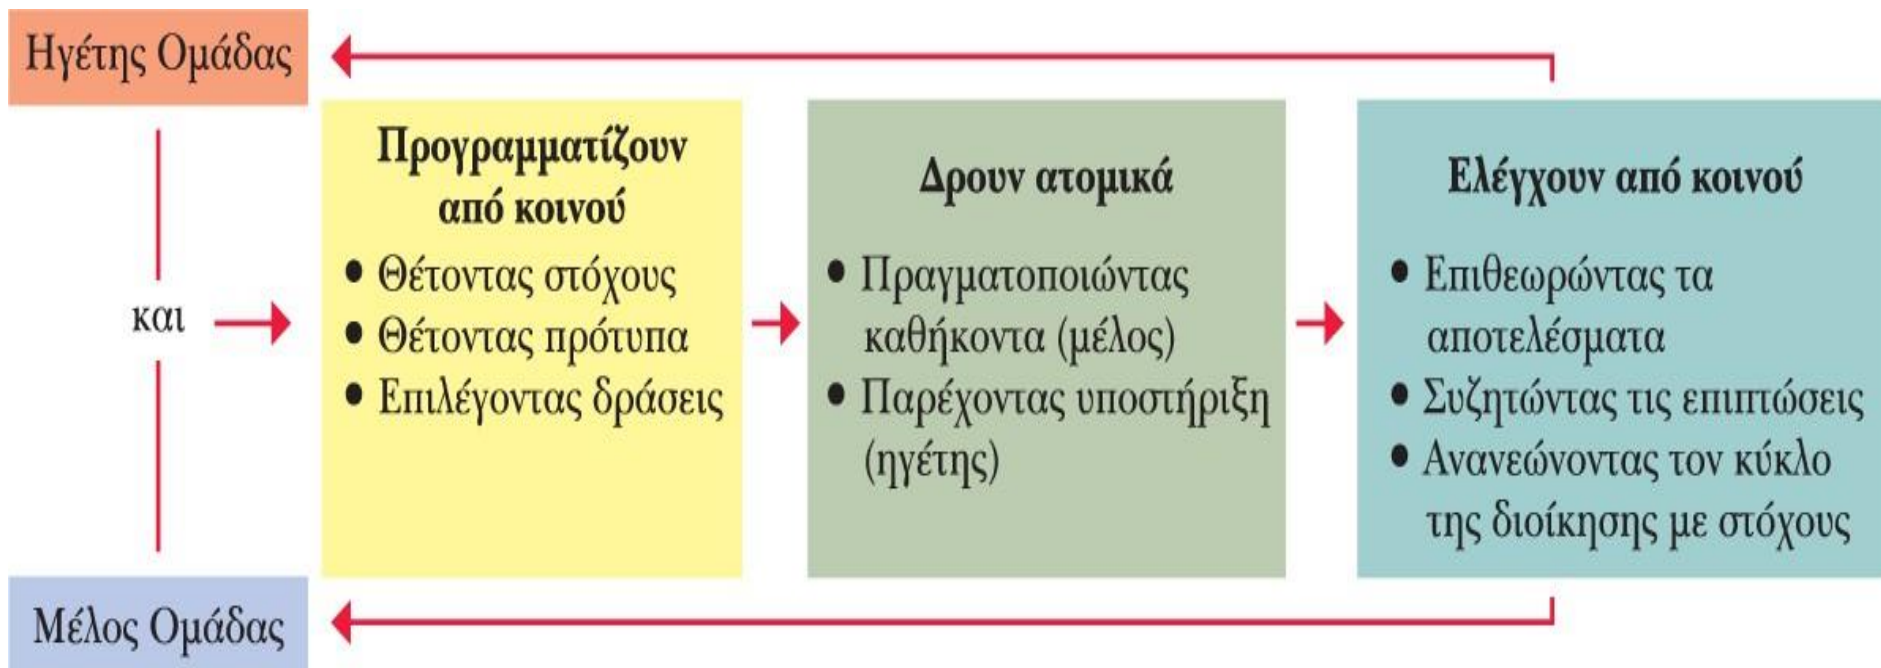 Ηγέτης Ομάδας
και
Μέλος Ομάδας
Προγραμματίζουν
από κοινού
• Θέτοντας στόχους
• Θέτοντας πρότυπα
• Επιλέγοντας δράσεις
Δρουν ατομικά
• Πραγματοποιώντας
καθήκοντα (μέλος)
• Παρέχοντας υποστήριξη
(ηγέτης)
Ελέγχουν από κοινού
• Επιθεωρώντας τα
αποτελέσματα
• Συζητώντας τις επιπτώσεις
• Ανανεώνοντας τον κύκλο
της διοίκησης με στόχους